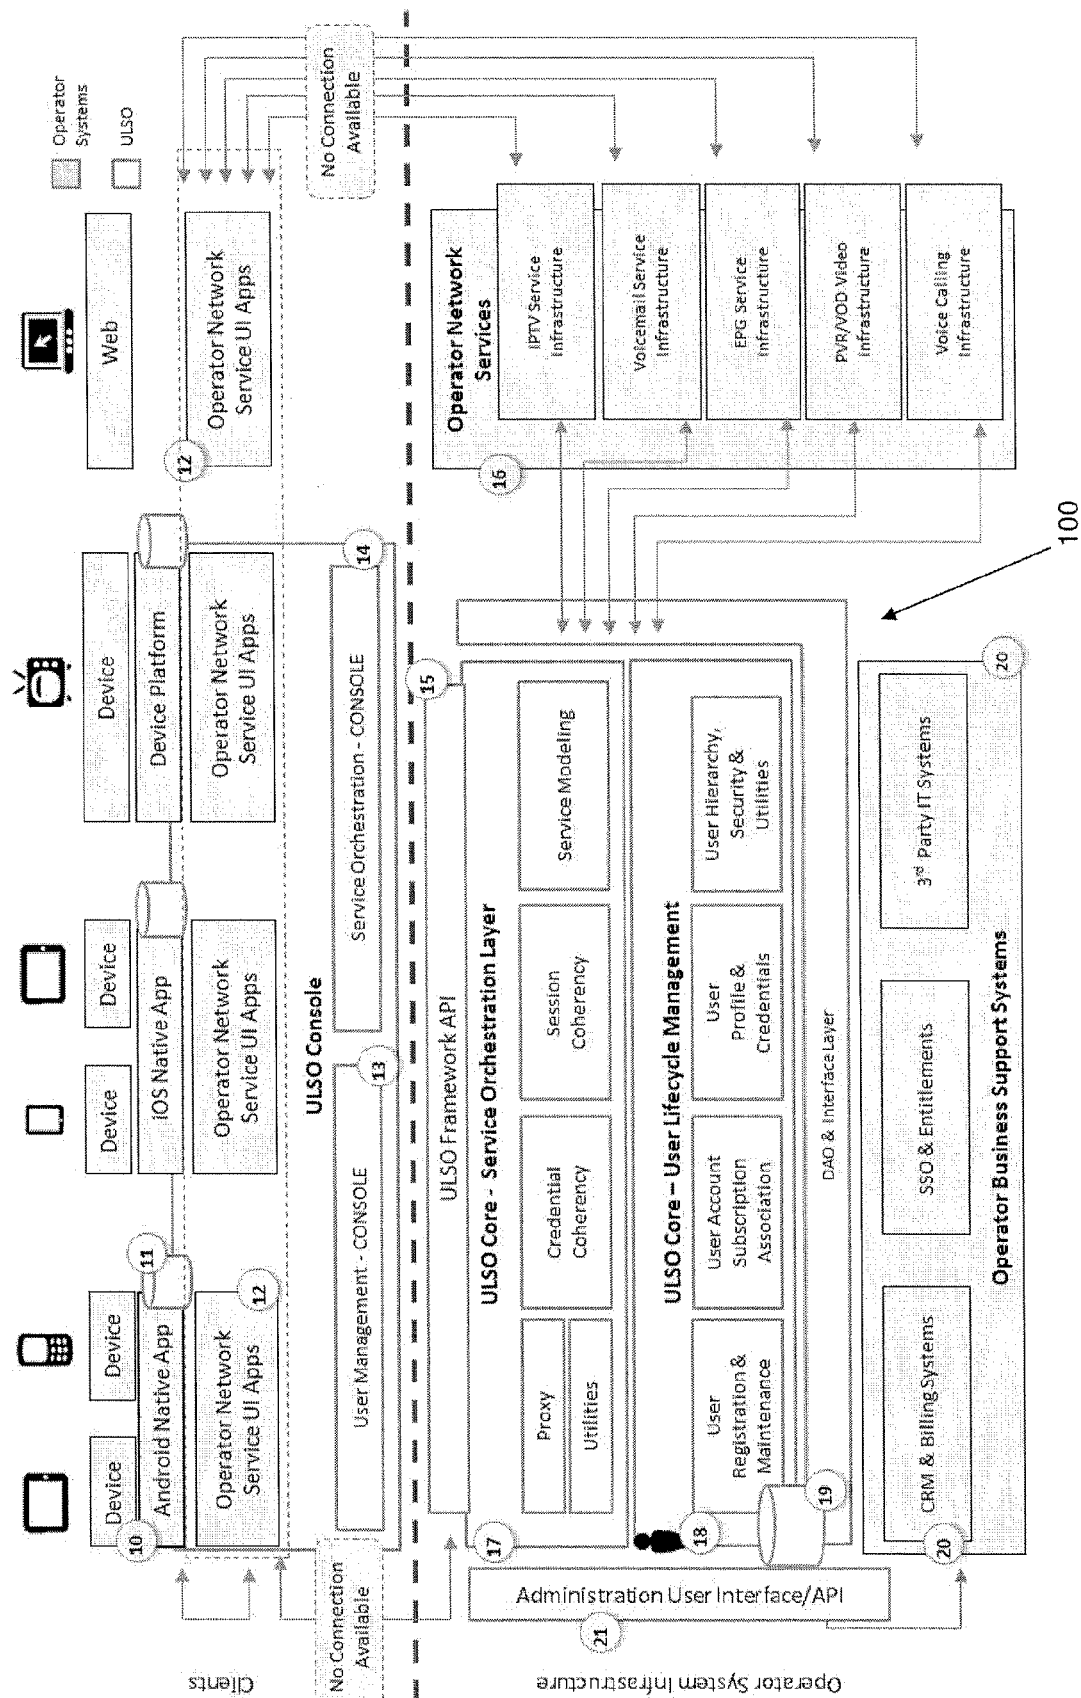 Operator
Systems
ULSO
Clients
Device
Device
Android Native App
10
11
Operator Network
Service UI Apps
12
Device
Device
iOS Native App
Operator Network
Service UI Apps
Device
Device Platform
Operator Network
Service UI Apps
Web
12
Operator Network
Service UI Apps
ULSO Console
User Management - CONSOLE
13
Service Orchestration - CONSOLE
14
No Connection
Available
No Connection
Available
Operator System Infrastructure
ULSO Framework API
15
17
ULSO Core - Service Orchestration Layer
Proxy
Utilities
Credential
Coherency
Session
Coherency
Service Modeling
18
ULSO Core – User Lifecycle Management
User
Registration &
Maintenance
User Account
Subscription
Association
User
Profile &
Credentials
User Hierarchy,
Security &
Utilities
19
DAO & Interface Layer
Administration User Interface/API
21
20
CRM & Billing Systems
SSO & Entitlements
3rd Party IT Systems
20
Operator Business Support Systems
16
Operator Network
Services
IPTV Service
Infrastructure
Voicemail Service
Infrastructure
EPG Service
Infrastructure
PVR/VOD Video
Infrastructure
Voice Calling
Infrastructure
100